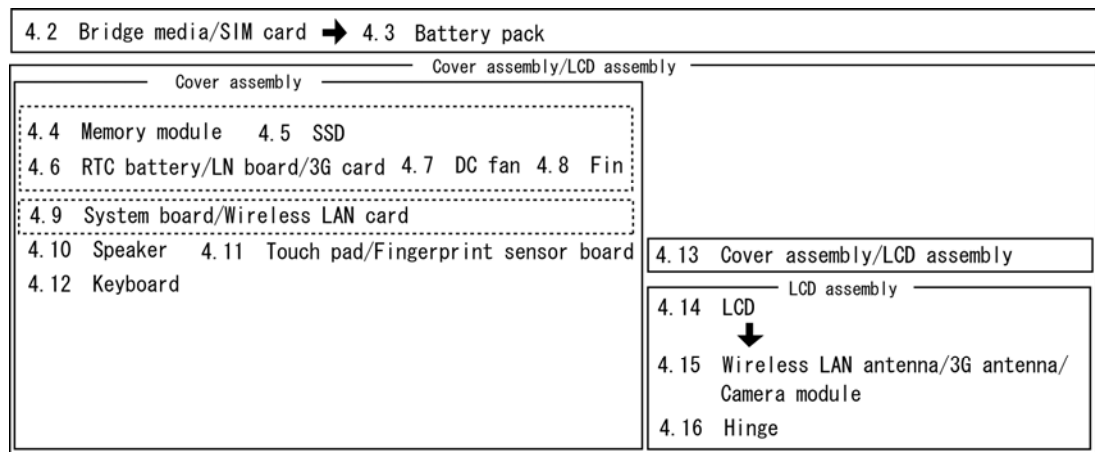 4.2 Bridge media/SIM card ➡ 4.3 Battery pack
Cover assembly/LCD assembly
Cover assembly
4.4 Memory module 4.5 SSD
4.6 RTC battery/LN board/3G card 4.7 DC fan 4.8 Fin
4.9 System board/Wireless LAN card
4.10 Speaker 4.11 Touch pad/Fingerprint sensor board
4.12 Keyboard
4.13 Cover assembly/LCD assembly
LCD assembly
4.14 LCD
4.15 Wireless LAN antenna/3G antenna/
Camera module
4.16 Hinge